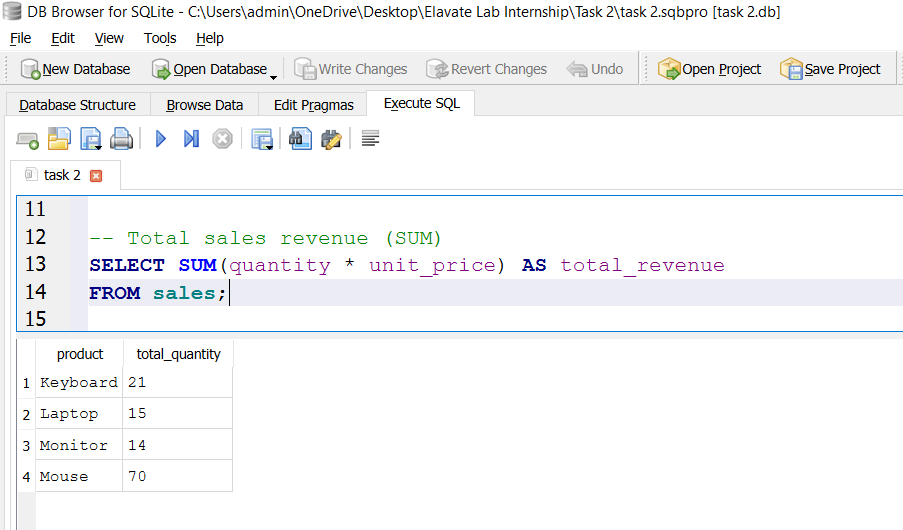 DB Browser for SQLite - C:\Users\admin\OneDrive\Desktop\Elavate Lab Internship\Task 2\task 2.sqbpro [task 2.db]
File Edit View Tools Help
New Database Open Database Write Changes Revert Changes Undo Open Project Save Project
Database Structure Browse Data Edit Pragmas Execute SQL
task 2
11
12 -- Total sales revenue (SUM)
13 SELECT SUM(quantity * unit_price) AS total_revenue
14 FROM sales;
15
product total_quantity
1 Keyboard 21
2 Laptop 15
3 Monitor 14
4 Mouse 70